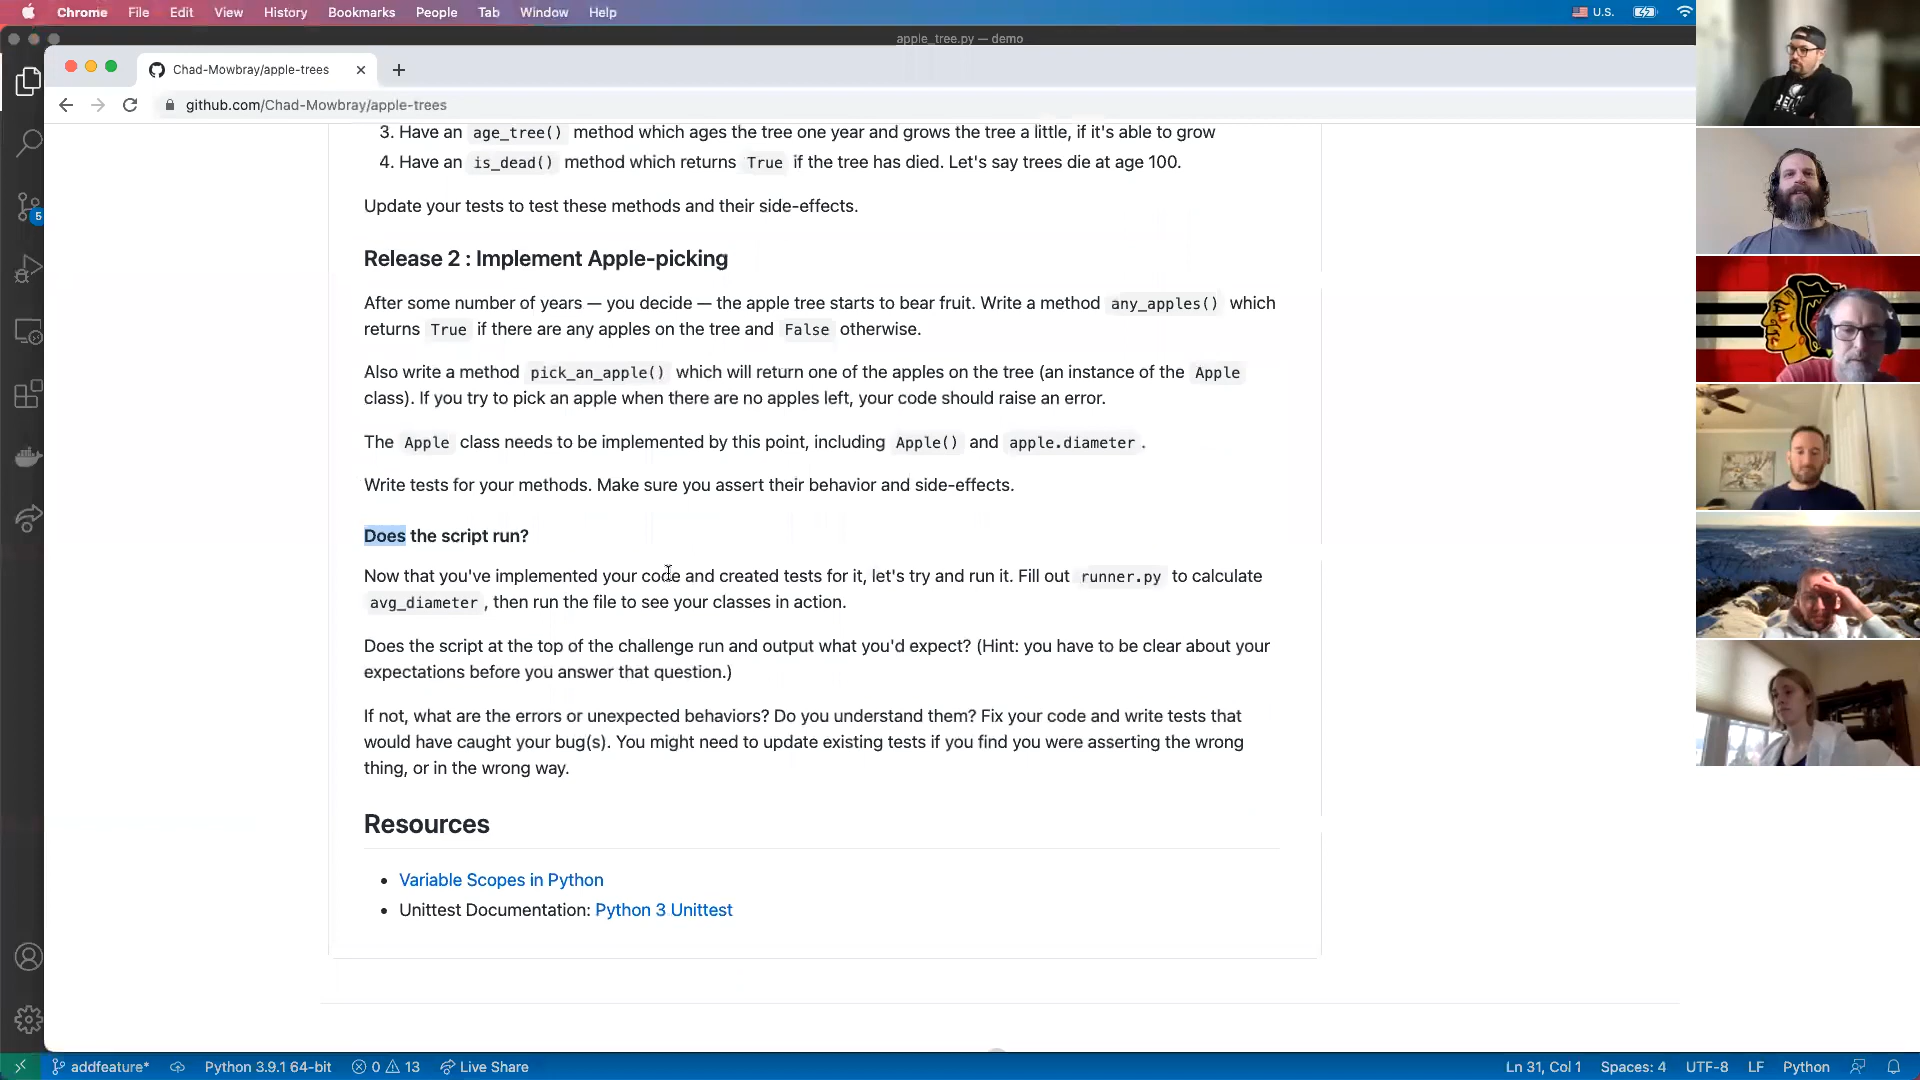 Chrome File Edit View History Bookmarks People Tab Window Help U.S.
apple_tree.py — demo
Chad-Mowbray/apple-trees
github.com/Chad-Mowbray/apple-trees
3. Have an age_tree() method which ages the tree one year and grows the tree a little, if it's able to grow
4. Have an is_dead() method which returns True if the tree has died. Let's say trees die at age 100.
Update your tests to test these methods and their side-effects.
Release 2 : Implement Apple-picking
After some number of years — you decide — the apple tree starts to bear fruit. Write a method any_apples() which
returns True if there are any apples on the tree and False otherwise.
Also write a method pick_an_apple() which will return one of the apples on the tree (an instance of the Apple
class). If you try to pick an apple when there are no apples left, your code should raise an error.
The Apple class needs to be implemented by this point, including Apple() and apple.diameter .
Write tests for your methods. Make sure you assert their behavior and side-effects.
Does the script run?
Now that you've implemented your code and created tests for it, let's try and run it. Fill out runner.py to calculate
avg_diameter , then run the file to see your classes in action.
Does the script at the top of the challenge run and output what you'd expect? (Hint: you have to be clear about your
expectations before you answer that question.)
If not, what are the errors or unexpected behaviors? Do you understand them? Fix your code and write tests that
would have caught your bug(s). You might need to update existing tests if you find you were asserting the wrong
thing, or in the wrong way.
Resources
Variable Scopes in Python
Unittest Documentation: Python 3 Unittest
5
addfeature* Python 3.9.1 64-bit 0 13 Live Share Ln 31, Col 1 Spaces: 4 UTF-8 LF Python